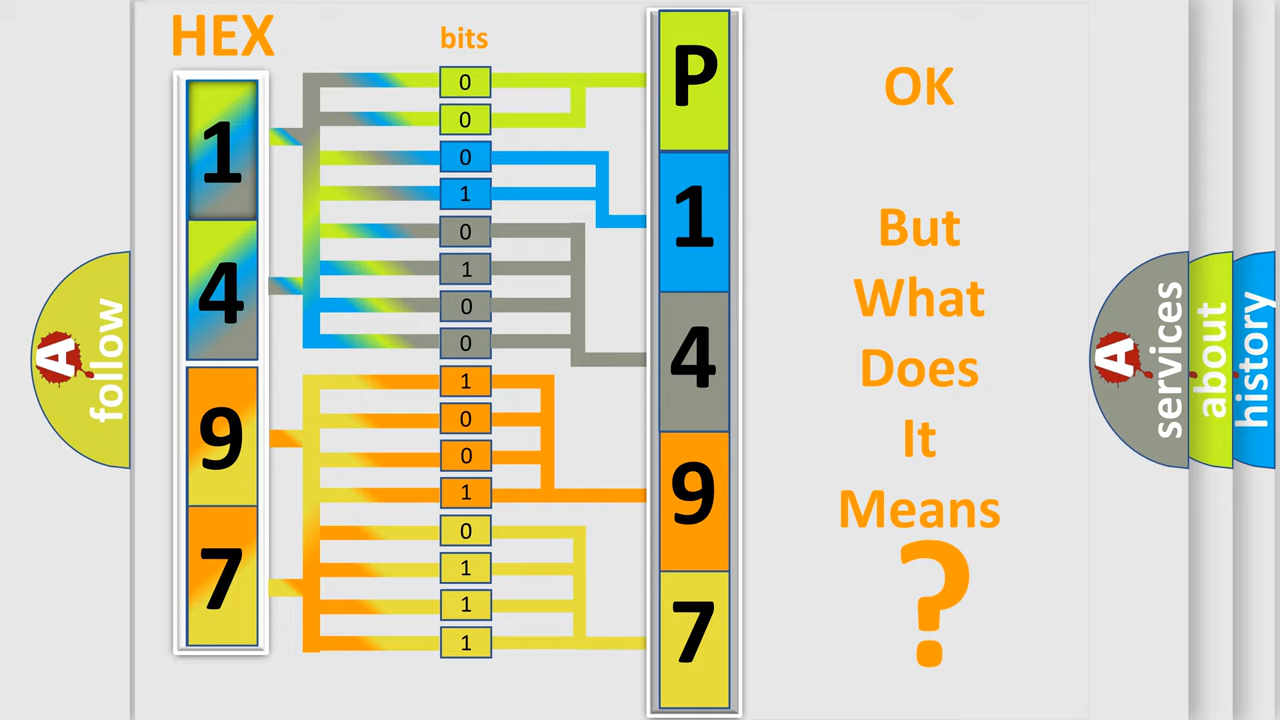 HEX
bits
1
4
9
7
0
0
0
1
0
1
0
0
1
0
0
1
0
1
1
1
P
1
4
9
7
OK
But
What
Does
It
Means
?
A
follow
A
services
about
history